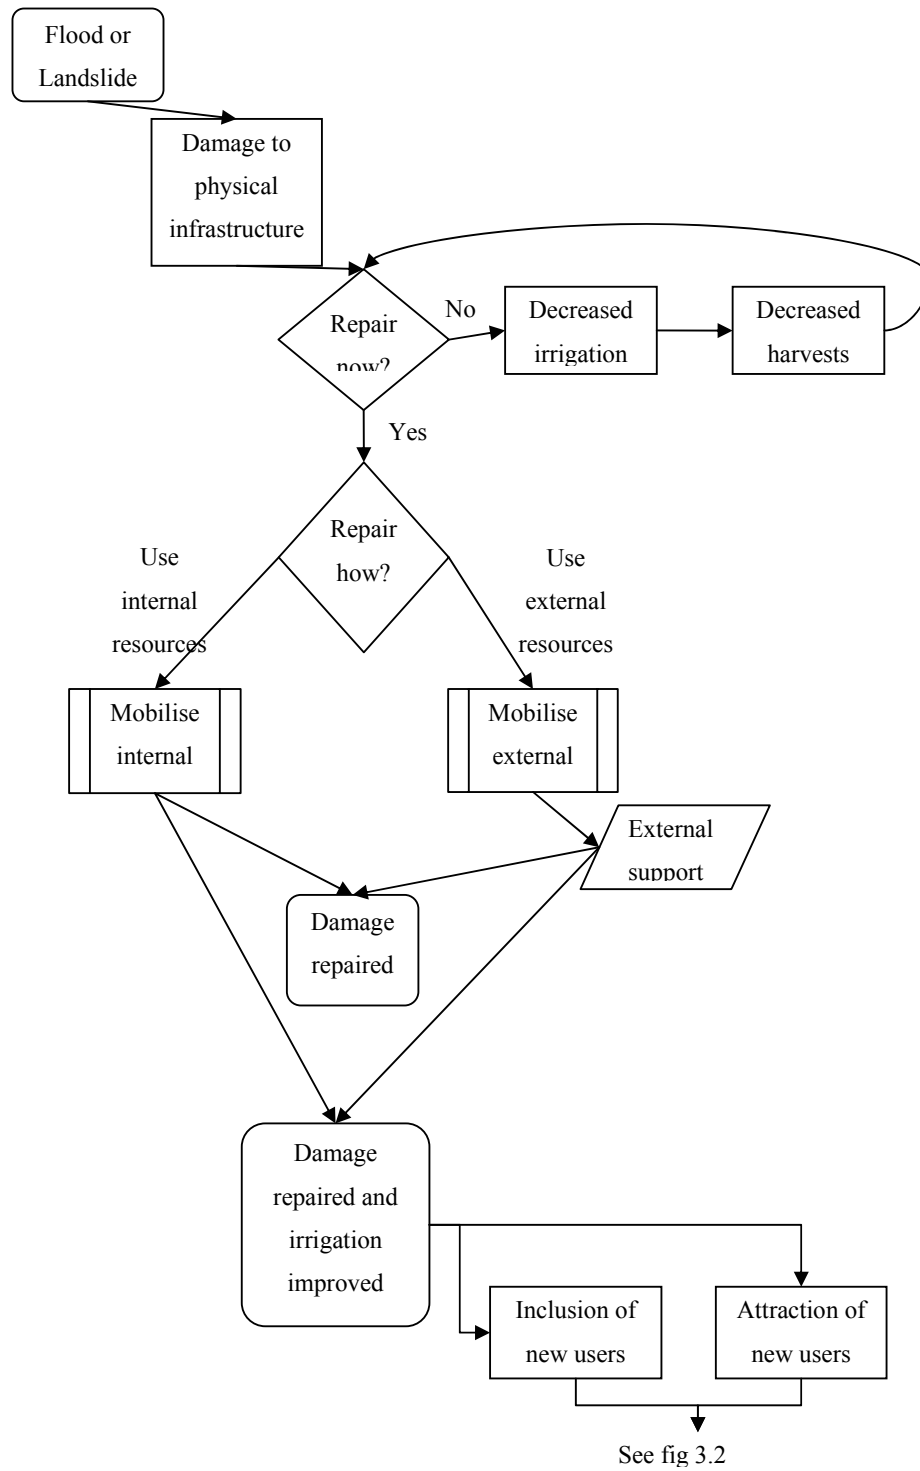 Flood or
Landslide
Damage to
physical
infrastructure
Repair
now?
No
Decreased
irrigation
Decreased
harvests
Yes
Repair
how?
Use
internal
resources
Use
external
resources
Mobilise
internal
Mobilise
external
External
support
Damage
repaired
Damage
repaired and
irrigation
improved
Inclusion of
new users
Attraction of
new users
See fig 3.2